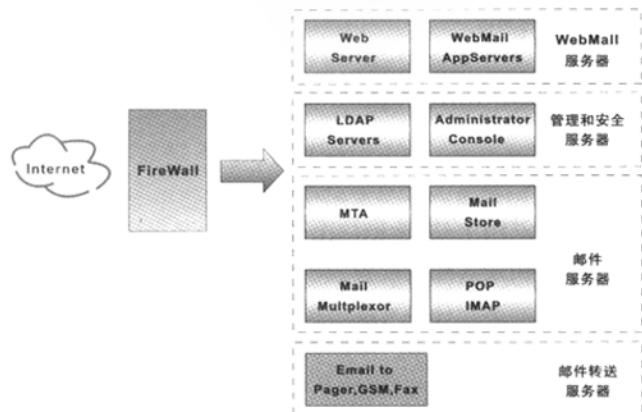 Internet
FireWall
Web
Server
WebMail
AppServers
WebMall
服务器
LDAP
Servers
Administrator
Console
管理和安全
服务器
MTA
Mail
Store
Mail
Multplexor
POP
IMAP
邮件
服务器
Email to
Pager,GSM,Fax
邮件转送
服务器